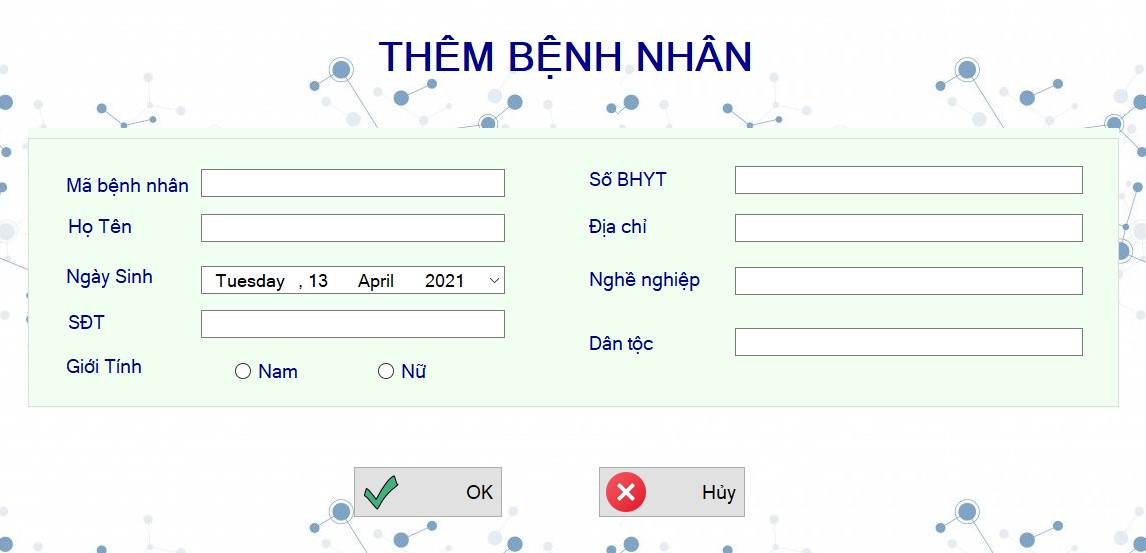 THÊM BỆNH NHÂN
Mã bệnh nhân
Họ Tên
Ngày Sinh
Tuesday , 13 April 2021
SĐT
Giới Tính
Nam
Nữ
Số BHYT
Địa chỉ
Nghề nghiệp
Dân tộc
OK
Hủy